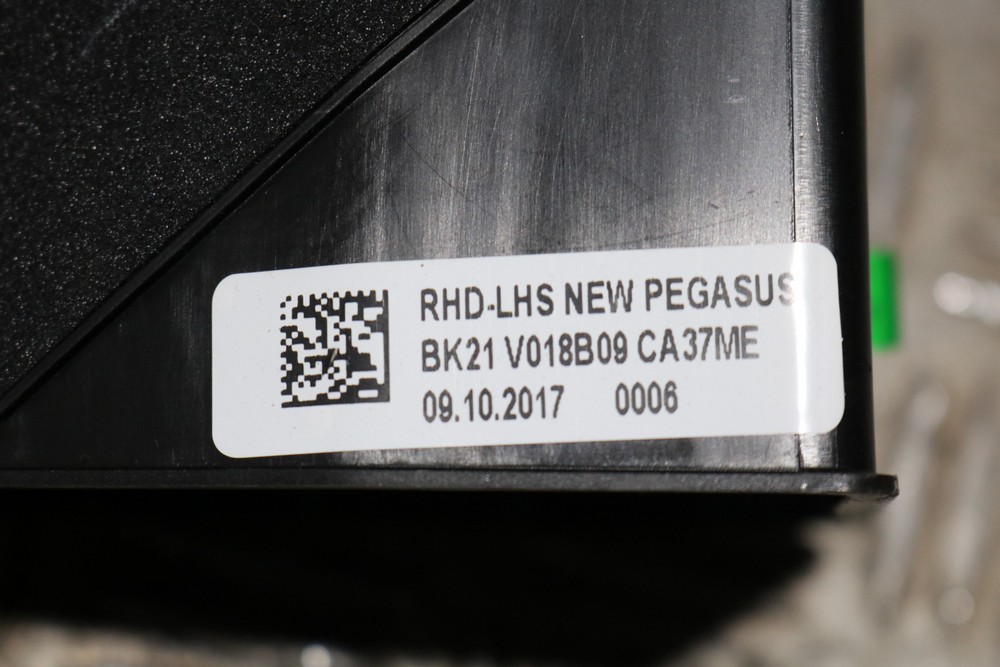 RHD-LHS NEW PEGASUS
BK21 V018B09 CA37ME
09.10.2017 0006